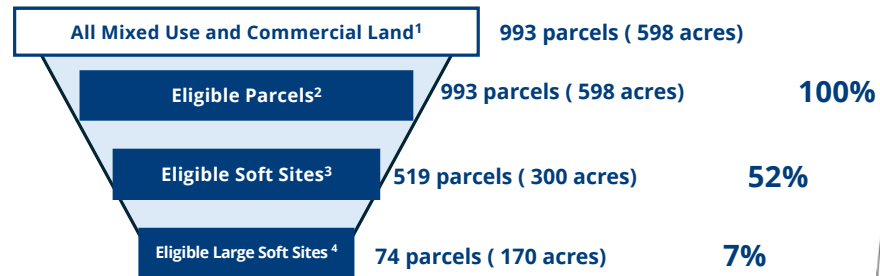 All Mixed Use and Commercial Land¹ 993 parcels ( 598 acres)
Eligible Parcels² 993 parcels ( 598 acres) 100%
Eligible Soft Sites³ 519 parcels ( 300 acres) 52%
Eligible Large Soft Sites ⁴ 74 parcels ( 170 acres) 7%